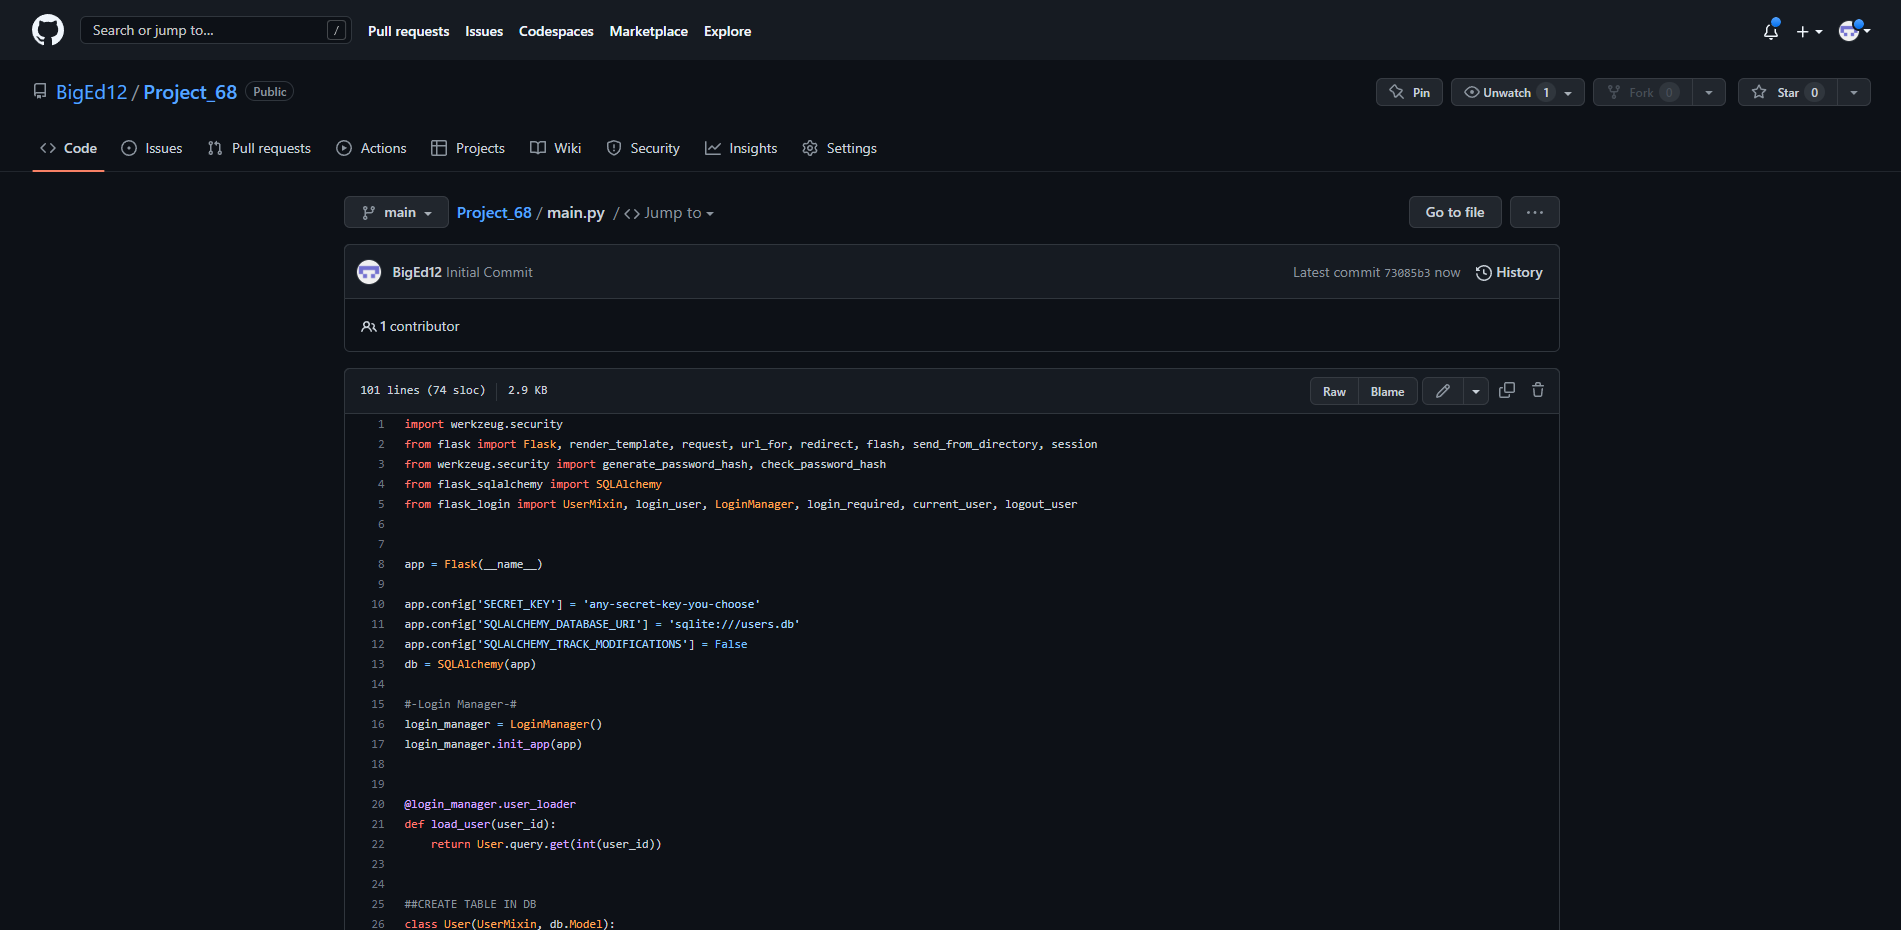 Search or jump to... /
Pull requests Issues Codespaces Marketplace Explore
BigEd12 / Project_68 Public
Pin Unwatch 1 Fork 0 Star 0
Code Issues Pull requests Actions Projects Wiki Security Insights Settings
main Project_68 / main.py / <> Jump to Go to file ...
BigEd12 Initial Commit Latest commit 73085b3 now History
1 contributor
101 lines (74 sloc) 2.9 KB Raw Blame
1 import werkzeug.security
2 from flask import Flask, render_template, request, url_for, redirect, flash, send_from_directory, session
3 from werkzeug.security import generate_password_hash, check_password_hash
4 from flask_sqlalchemy import SQLAlchemy
5 from flask_login import UserMixin, login_user, LoginManager, login_required, current_user, logout_user
6
7
8 app = Flask(__name__)
9
10 app.config['SECRET_KEY'] = 'any-secret-key-you-choose'
11 app.config['SQLALCHEMY_DATABASE_URI'] = 'sqlite:///users.db'
12 app.config['SQLALCHEMY_TRACK_MODIFICATIONS'] = False
13 db = SQLAlchemy(app)
14
15 #-Login Manager-#
16 login_manager = LoginManager()
17 login_manager.init_app(app)
18
19
20 @login_manager.user_loader
21 def load_user(user_id):
22     return User.query.get(int(user_id))
23
24
25 ##CREATE TABLE IN DB
26 class User(UserMixin, db.Model):